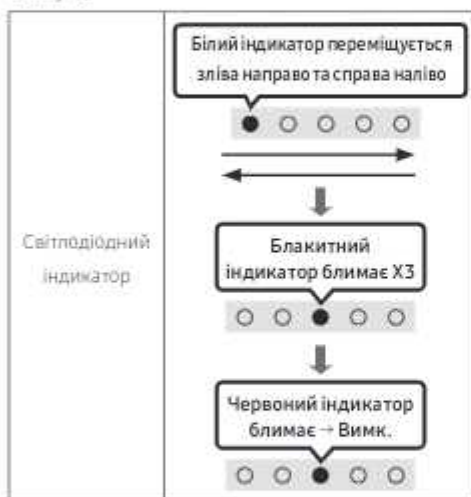 Білий індикатор переміщується
зліва направо та справа наліво
Світлодіодний
індикатор
Блакитний
індикатор блимає X3
Червоний індикатор
блимає → Вимк.